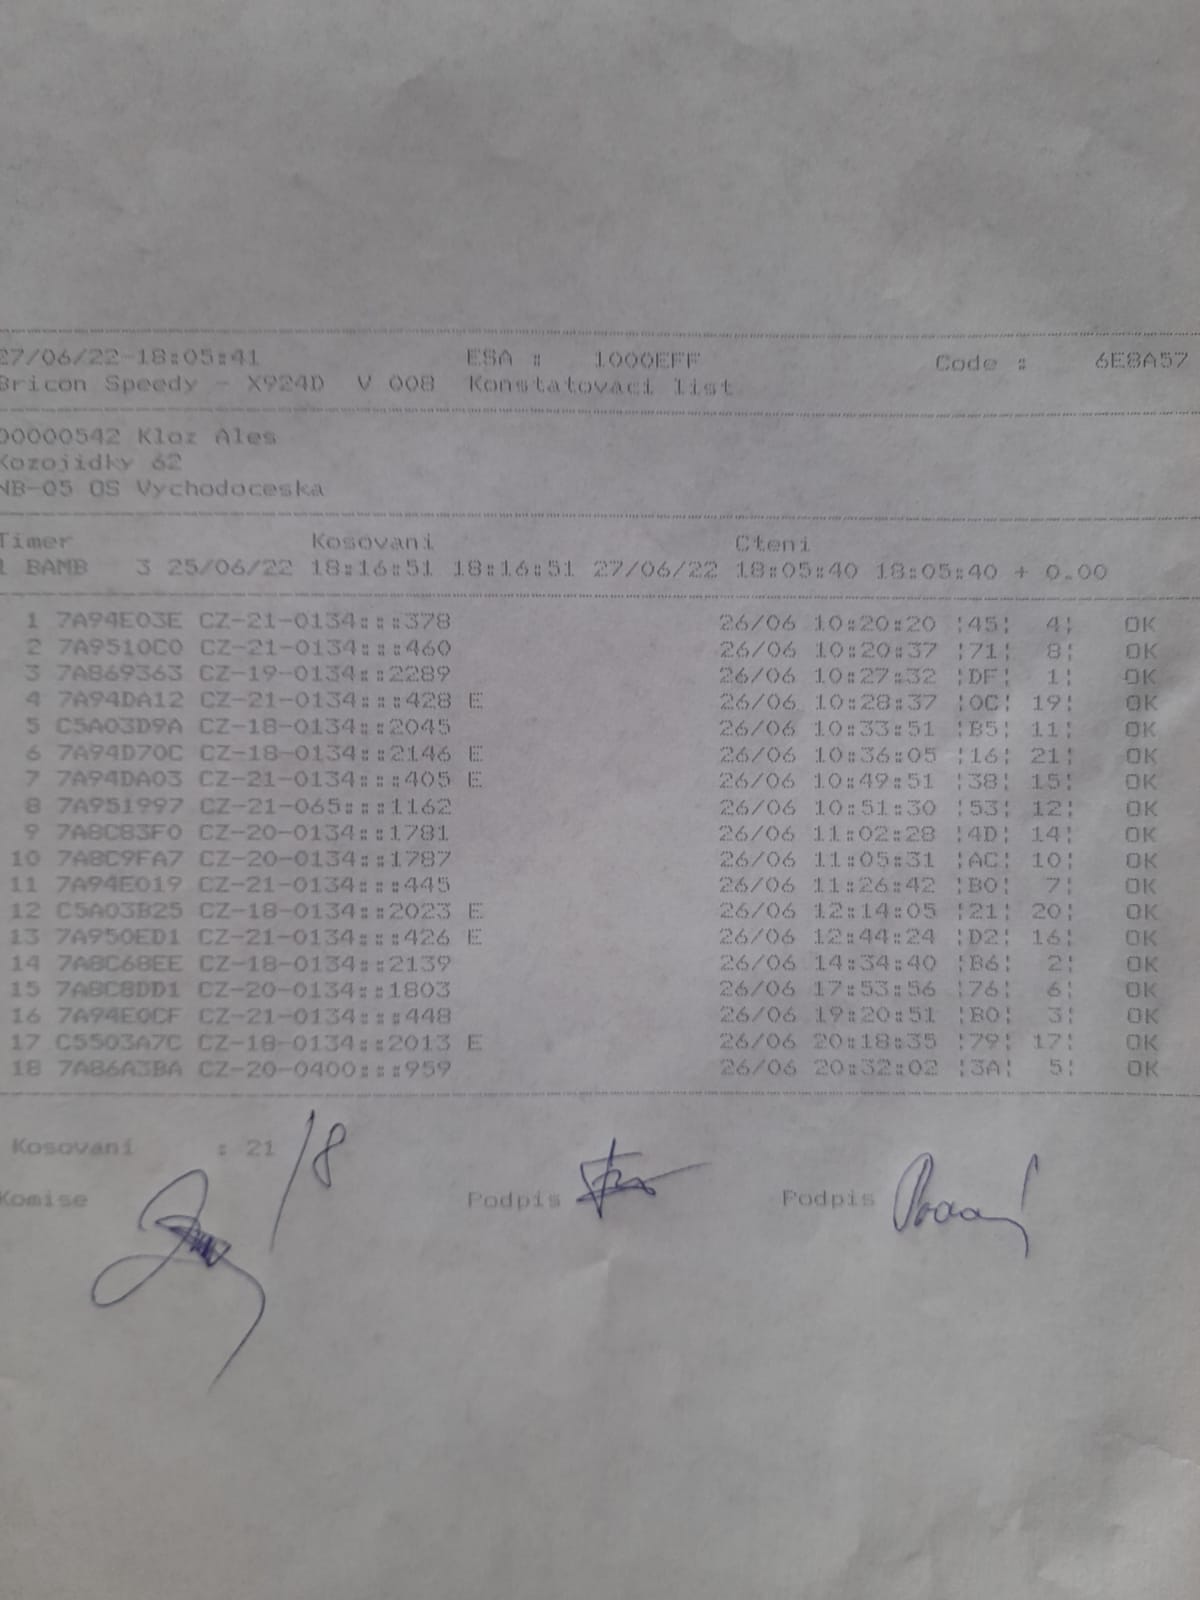 27/06/22-18:05:41 ESA : 1000EFF Code : 6E8A57
Bricon Speedy - X924D V 008 Konstatovaci list
00000542 Kloz Ales
Kozojidky 62
NB-05 OS Vychodoceska
Timer Kosovani Cteni
1 BAMB 3 25/06/22 18:16:51 18:16:51 27/06/22 18:05:40 18:05:40 + 0.00
1 7A94E03E CZ-21-0134:::378 26/06 10:20:20 ¦45¦ 4¦ OK
2 7A9510C0 CZ-21-0134:::460 26/06 10:20:37 ¦71¦ 8¦ OK
3 7A869363 CZ-19-0134::2289 26/06 10:27:32 ¦DF¦ 1¦ OK
4 7A94DA12 CZ-21-0134:::428 E 26/06 10:28:37 ¦0C¦ 19¦ OK
5 C5A03D9A CZ-18-0134::2045 26/06 10:33:51 ¦B5¦ 11¦ OK
6 7A94D70C CZ-18-0134::2146 E 26/06 10:36:05 ¦16¦ 21¦ OK
7 7A94DA03 CZ-21-0134:::405 E 26/06 10:49:51 ¦38¦ 15¦ OK
8 7A951997 CZ-21-065:::1162 26/06 10:51:30 ¦53¦ 12¦ OK
9 7A8C83F0 CZ-20-0134::1781 26/06 11:02:28 ¦4D¦ 14¦ OK
10 7A8C9FA7 CZ-20-0134::1787 26/06 11:05:31 ¦AC¦ 10¦ OK
11 7A94E019 CZ-21-0134:::445 26/06 11:26:42 ¦B0¦ 7¦ OK
12 C5A03B25 CZ-18-0134::2023 E 26/06 12:14:05 ¦21¦ 20¦ OK
13 7A950ED1 CZ-21-0134:::426 E 26/06 12:44:24 ¦D2¦ 16¦ OK
14 7A8C68EE CZ-18-0134::2139 26/06 14:34:40 ¦B6¦ 2¦ OK
15 7A8C8DD1 CZ-20-0134::1803 26/06 17:53:56 ¦76¦ 6¦ OK
16 7A94E0CF CZ-21-0134:::448 26/06 19:20:51 ¦B0¦ 3¦ OK
17 C5503A7C CZ-18-0134::2013 E 26/06 20:18:35 ¦79¦ 17¦ OK
18 7A86A3BA CZ-20-0400:::959 26/06 20:32:02 ¦3A¦ 5¦ OK
Kosovani : 21 /8
Komise Podpis Podpis